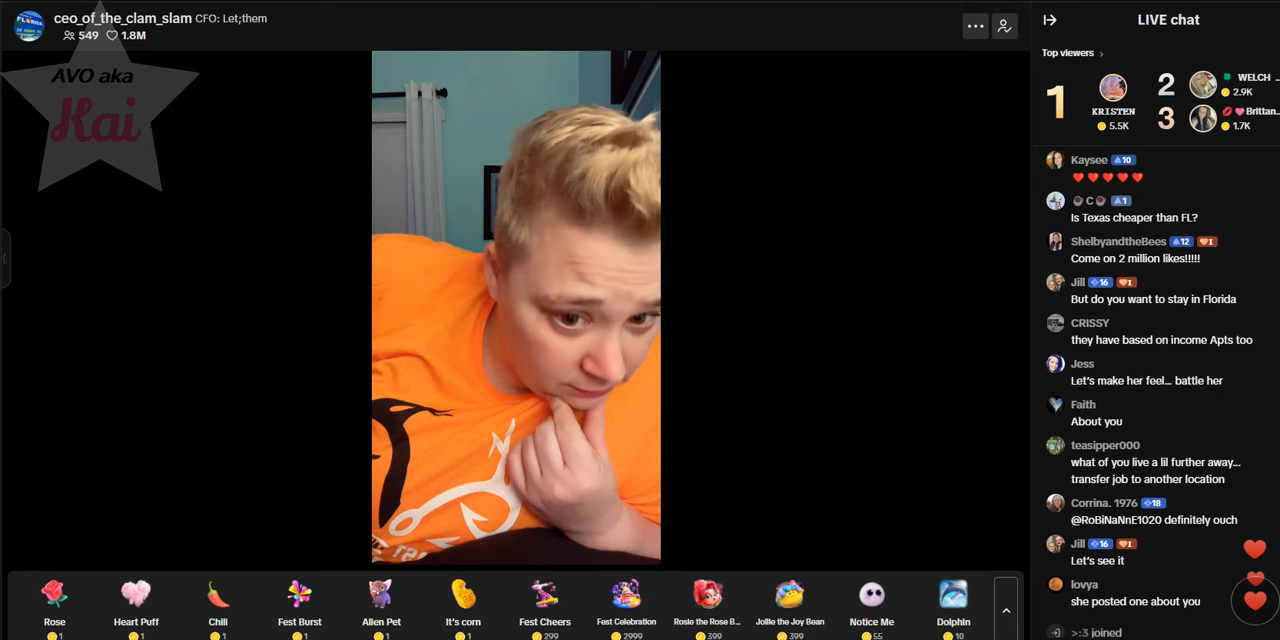 ceo_of_the_clam_slam CFO: Let;them
549 1.8M
AVO aka
Kai
LIVE chat
Top viewers >
1 KRISTEN 5.5K
2 WELCH ... 2.9K
3 Brittan... 1.7K
Kaysee 10
Is Texas cheaper than FL?
C 1
ShelbyandtheBees 12 I
Come on 2 million likes!!!!!
Jill 16 I
But do you want to stay in Florida
CRISSY
they have based on income Apts too
Jess
Let's make her feel... battle her
Faith
About you
teasipper000
what of you live a lil further away...
transfer job to another location
Corrina. 1976 18
@RoBiNaNnE1020 definitely ouch
Jill 16 I
Let's see it
lovya
she posted one about you
>:3 joined
Rose Heart Puff Chili Fest Burst Alien Pet It's corn Fest Cheers Fest Celebration Rosie the Rose B... Jollie the Joy Bean Notice Me Dolphin
1 1 1 1 1 1 299 2999 399 399 55 10